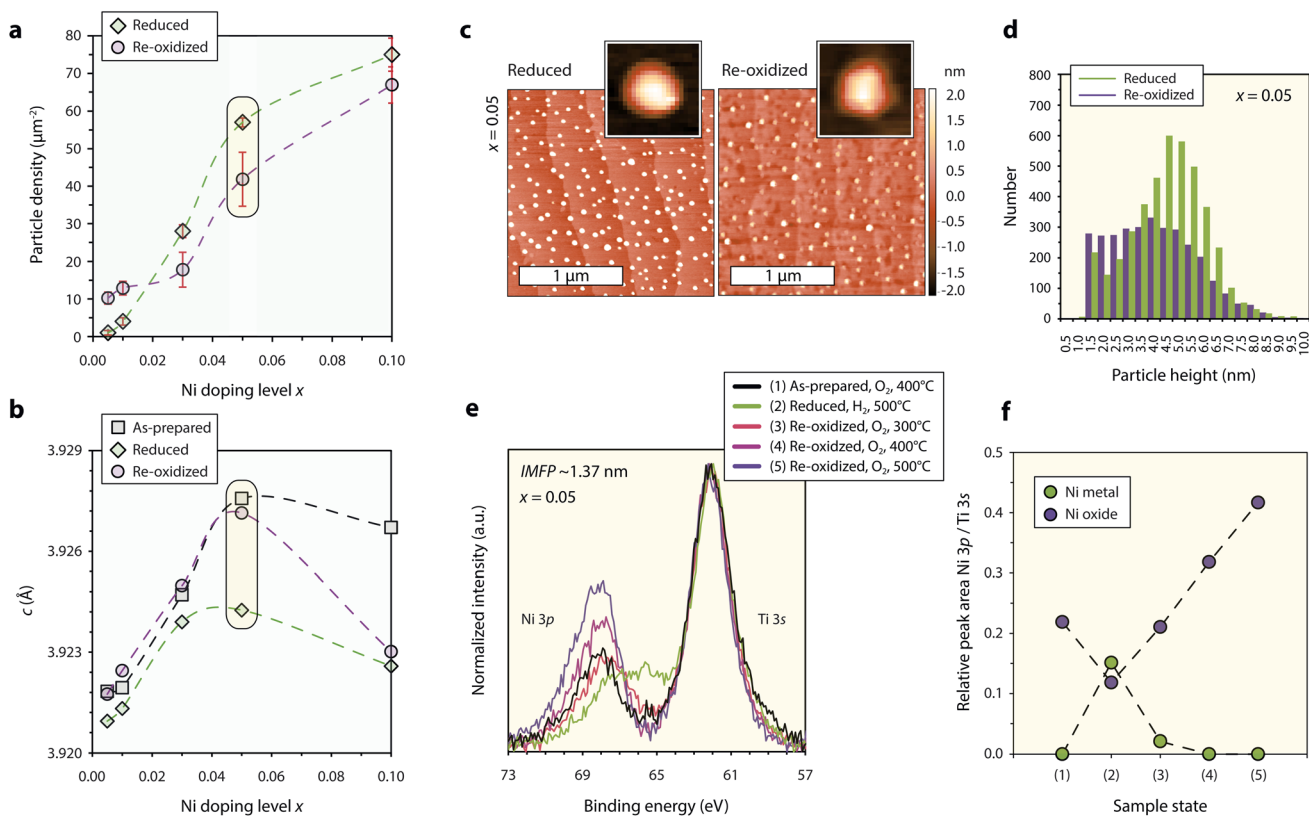 a
Reduced
Re-oxidized
Particle density (µm⁻²)
80
70
60
50
40
30
20
10
0
0.00 0.02 0.04 0.06 0.08 0.10
Ni doping level x
b
As-prepared
Reduced
Re-oxidized
c (Å)
3.929
3.926
3.923
3.920
0.00 0.02 0.04 0.06 0.08 0.10
Ni doping level x
c
Reduced
Re-oxidized
nm
x = 0.05
2.0
1.5
1.0
0.5
0.0
-0.5
-1.0
-1.5
-2.0
1 µm
1 µm
d
Reduced
Re-oxidized
x = 0.05
Number
800
700
600
500
400
300
200
100
0
0.5 1.0 1.5 2.0 2.5 3.0 3.5 4.0 4.5 5.0 5.5 6.0 6.5 7.0 7.5 8.0 8.5 9.0 9.5 10.0
Particle height (nm)
e
(1) As-prepared, O₂, 400°C
(2) Reduced, H₂, 500°C
(3) Re-oxidized, O₂, 300°C
(4) Re-oxidzed, O₂, 400°C
(5) Re-oxidized, O₂, 500°C
IMFP ~1.37 nm
x = 0.05
Ni 3p
Ti 3s
Normalized intensity (a.u.)
73 69 65 61 57
Binding energy (eV)
f
Ni metal
Ni oxide
Relative peak area Ni 3p / Ti 3s
0.5
0.4
0.3
0.2
0.1
0.0
(1) (2) (3) (4) (5)
Sample state